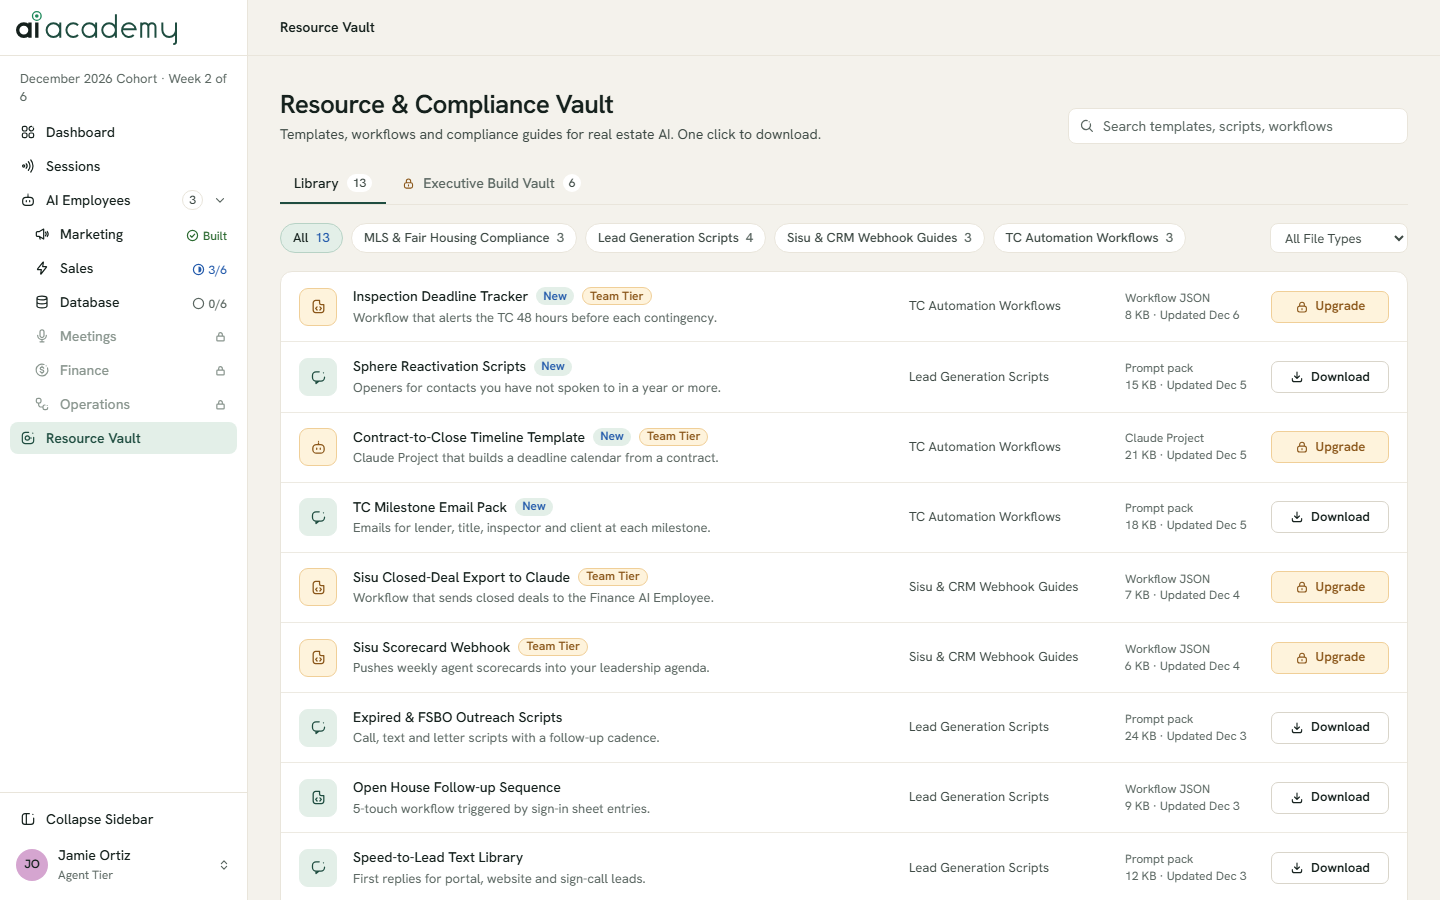 ai academy
Resource Vault
December 2026 Cohort · Week 2 of
6
Dashboard
Sessions
AI Employees 3
Marketing Built
Sales 3/6
Database 0/6
Meetings
Finance
Operations
Resource Vault
Collapse Sidebar
JO
Jamie Ortiz
Agent Tier
Resource & Compliance Vault
Templates, workflows and compliance guides for real estate AI. One click to download.
Search templates, scripts, workflows
Library 13
Executive Build Vault 6
All 13
MLS & Fair Housing Compliance 3
Lead Generation Scripts 4
Sisu & CRM Webhook Guides 3
TC Automation Workflows 3
All File Types
Inspection Deadline Tracker New Team Tier
Workflow that alerts the TC 48 hours before each contingency.
TC Automation Workflows
Workflow JSON
8 KB · Updated Dec 6
Upgrade
Sphere Reactivation Scripts New
Openers for contacts you have not spoken to in a year or more.
Lead Generation Scripts
Prompt pack
15 KB · Updated Dec 5
Download
Contract-to-Close Timeline Template New Team Tier
Claude Project that builds a deadline calendar from a contract.
TC Automation Workflows
Claude Project
21 KB · Updated Dec 5
Upgrade
TC Milestone Email Pack New
Emails for lender, title, inspector and client at each milestone.
TC Automation Workflows
Prompt pack
18 KB · Updated Dec 5
Download
Sisu Closed-Deal Export to Claude Team Tier
Workflow that sends closed deals to the Finance AI Employee.
Sisu & CRM Webhook Guides
Workflow JSON
7 KB · Updated Dec 4
Upgrade
Sisu Scorecard Webhook Team Tier
Pushes weekly agent scorecards into your leadership agenda.
Sisu & CRM Webhook Guides
Workflow JSON
6 KB · Updated Dec 4
Upgrade
Expired & FSBO Outreach Scripts
Call, text and letter scripts with a follow-up cadence.
Lead Generation Scripts
Prompt pack
24 KB · Updated Dec 3
Download
Open House Follow-up Sequence
5-touch workflow triggered by sign-in sheet entries.
Lead Generation Scripts
Workflow JSON
9 KB · Updated Dec 3
Download
Speed-to-Lead Text Library
First replies for portal, website and sign-call leads.
Lead Generation Scripts
Prompt pack
12 KB · Updated Dec 3
Download